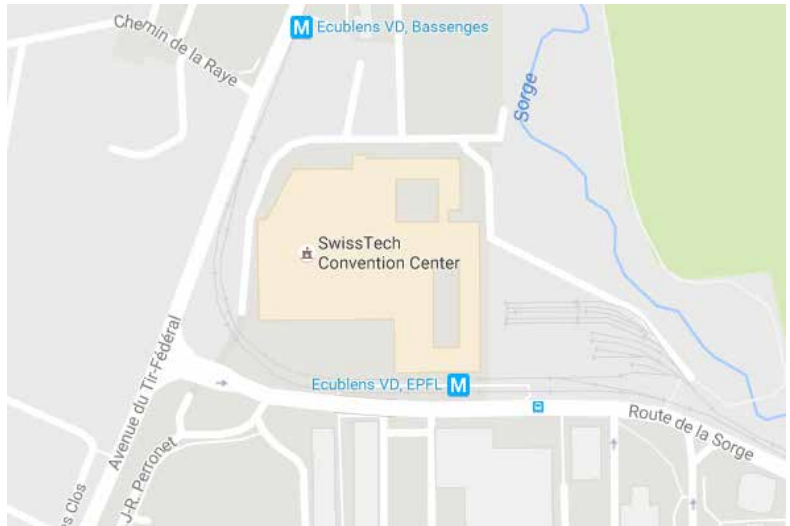 Ecublens VD, Bassenges
Chemin de la Raye
Sorge
SwissTech
Convention Center
Avenue du Tir-Fédéral
Ecublens VD, EPFL
Route de la Sorge
J-R. Perronet
es Clos